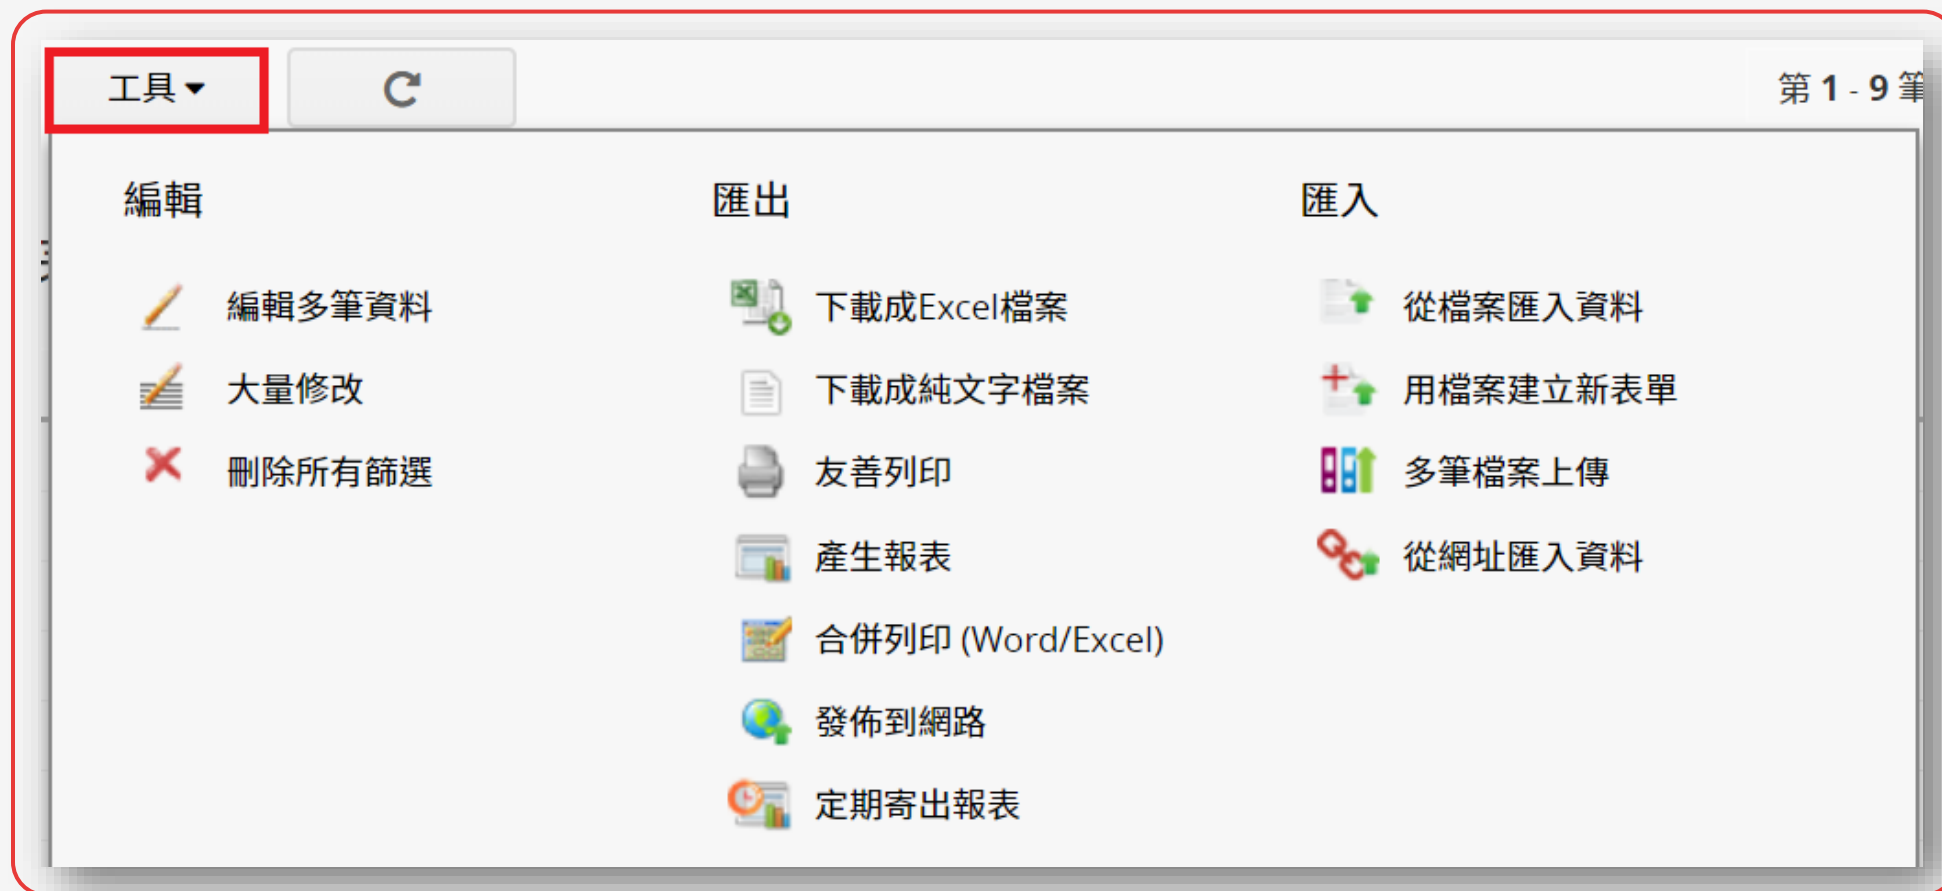 工具
第 1 - 9 筆
編輯
編輯多筆資料
大量修改
刪除所有篩選
匯出
下載成Excel檔案
下載成純文字檔案
友善列印
產生報表
合併列印 (Word/Excel)
發佈到網路
定期寄出報表
匯入
從檔案匯入資料
用檔案建立新表單
多筆檔案上傳
從網址匯入資料